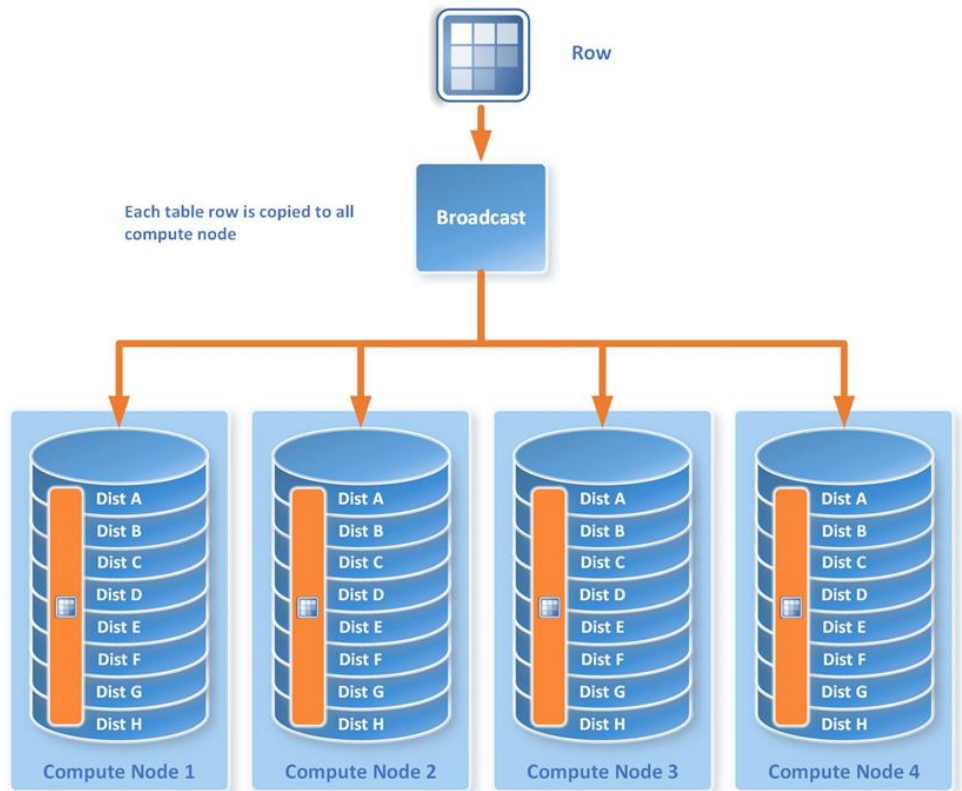 Row
Each table row is copied to all
compute node
Broadcast
Dist A
Dist B
Dist C
Dist D
Dist E
Dist F
Dist G
Dist H
Compute Node 1
Dist A
Dist B
Dist C
Dist D
Dist E
Dist F
Dist G
Dist H
Compute Node 2
Dist A
Dist B
Dist C
Dist D
Dist E
Dist F
Dist G
Dist H
Compute Node 3
Dist A
Dist B
Dist C
Dist D
Dist E
Dist F
Dist G
Dist H
Compute Node 4